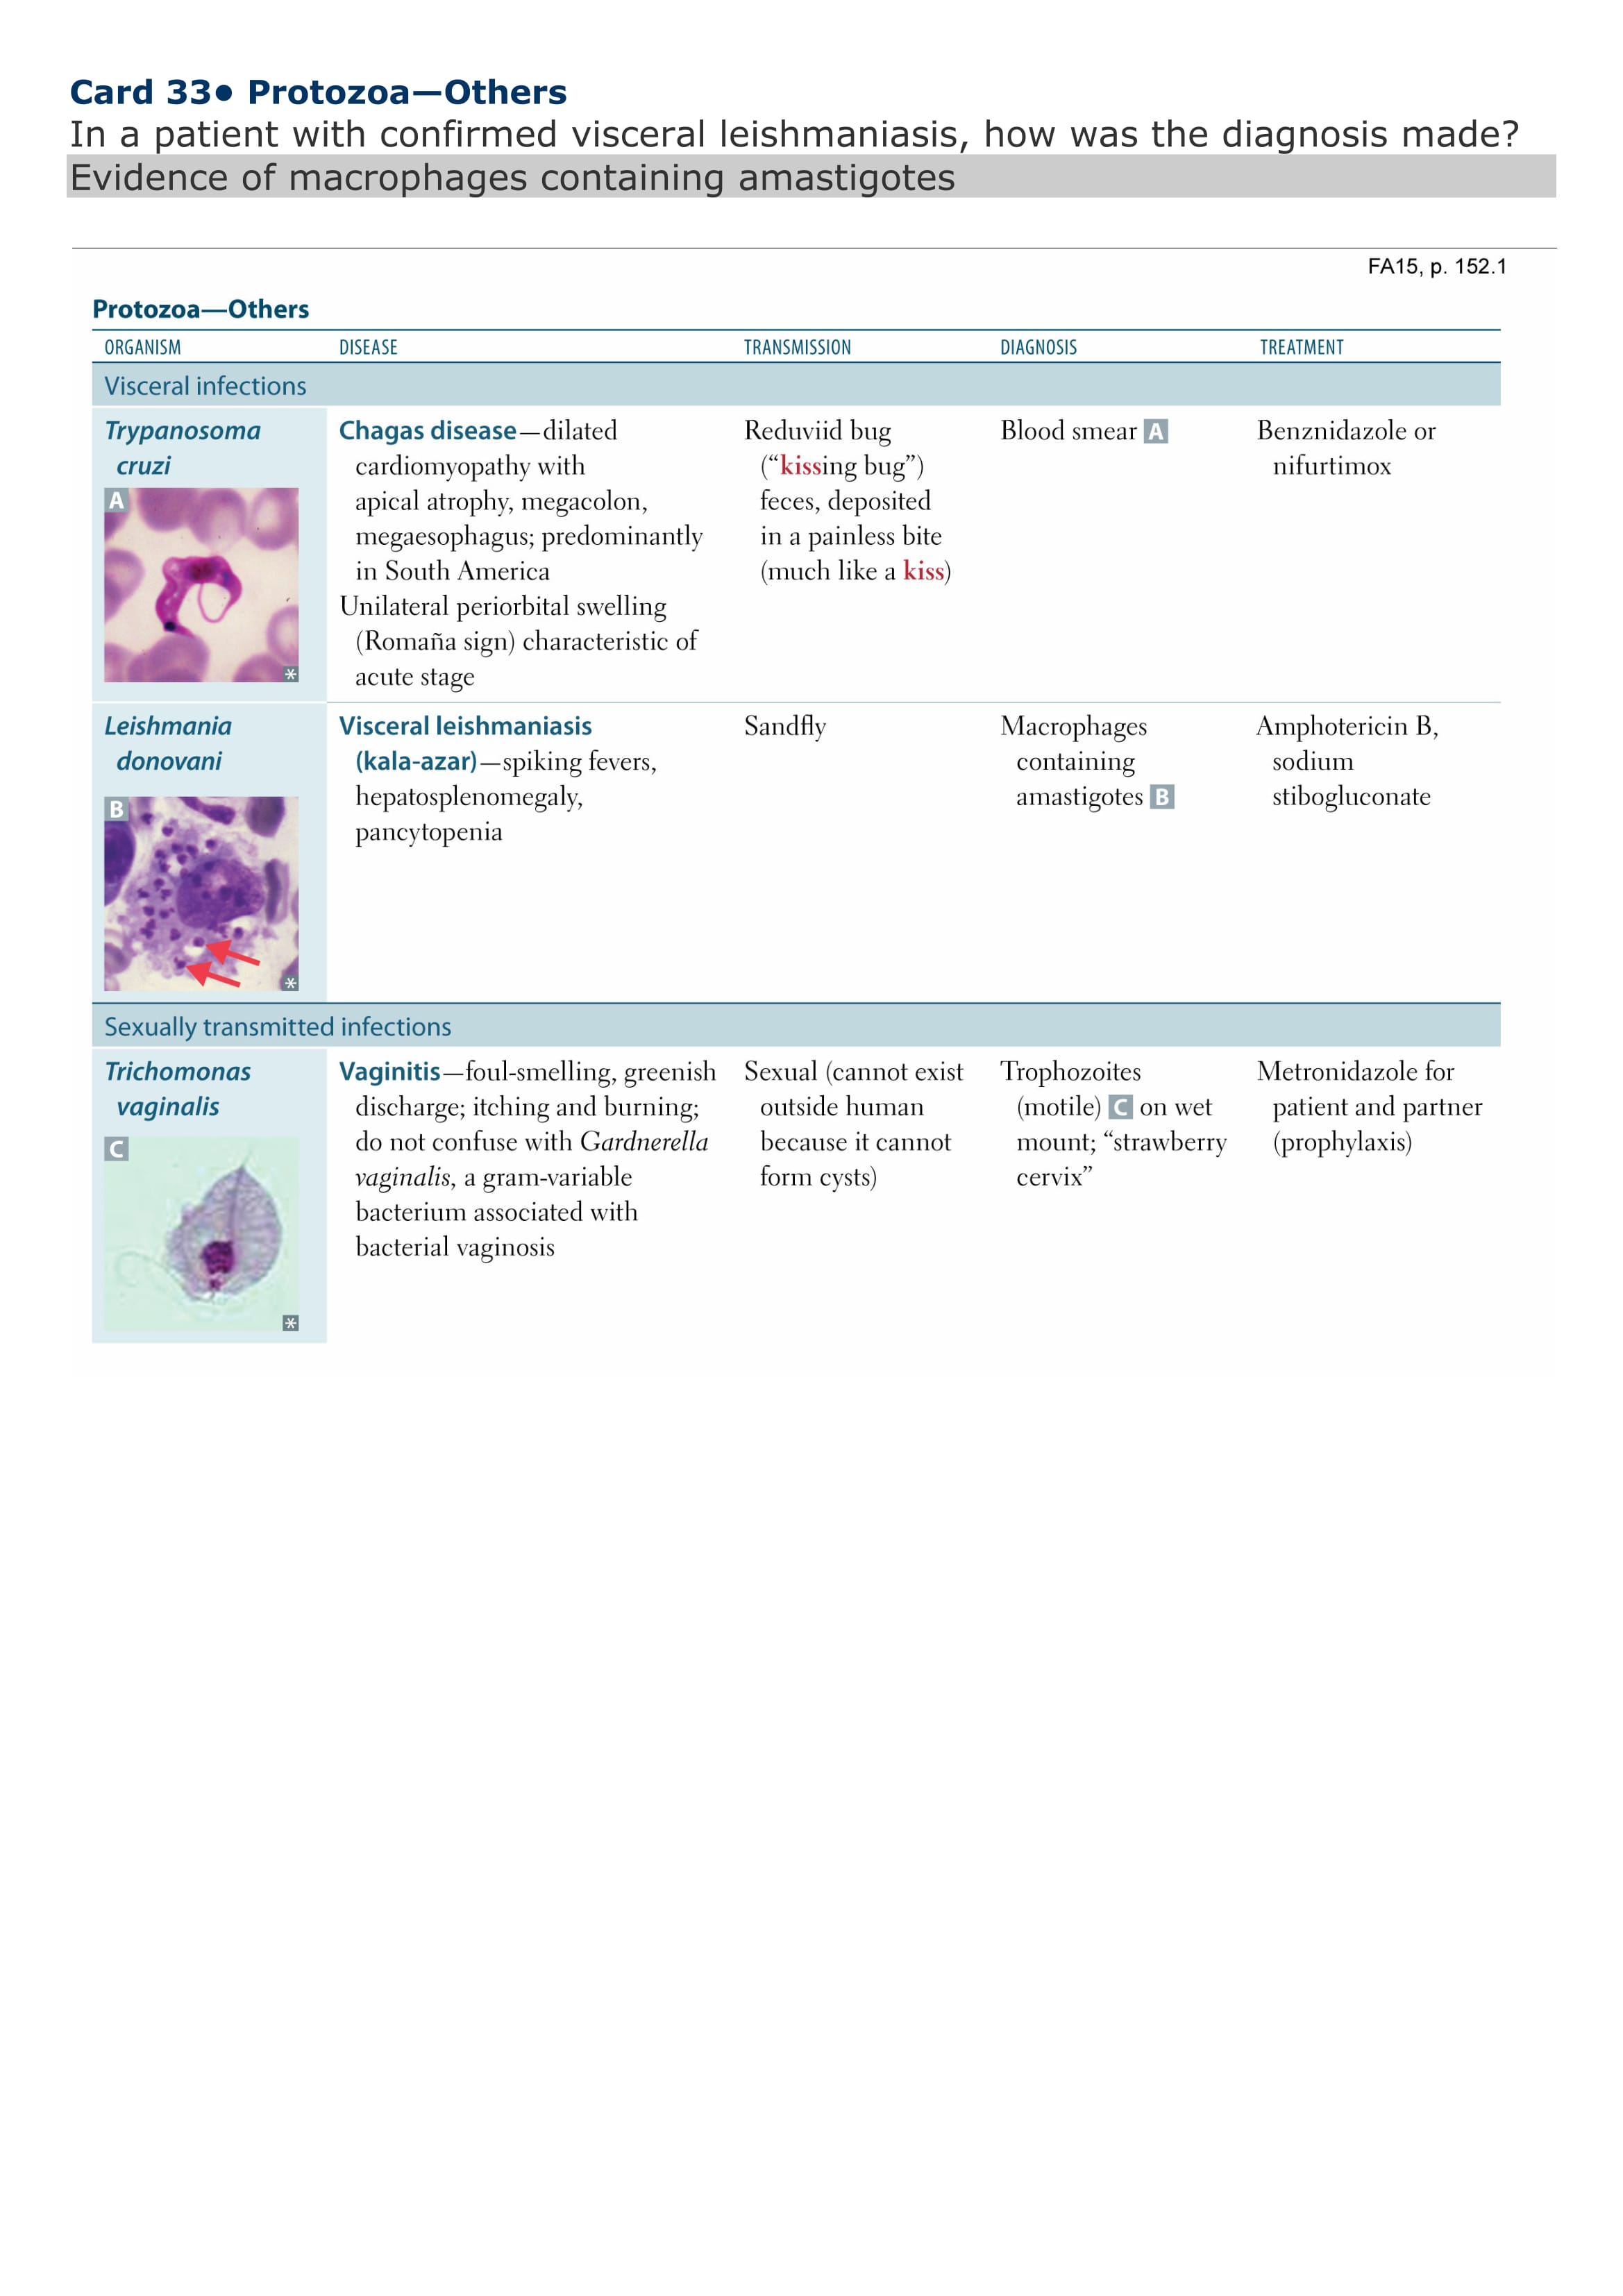 Card 33● Protozoa—Others
In a patient with confirmed visceral leishmaniasis, how was the diagnosis made?
Evidence of macrophages containing amastigotes
FA15, p. 152.1
Protozoa—Others
ORGANISM DISEASE TRANSMISSION DIAGNOSIS TREATMENT
Visceral infections
Trypanosoma
cruzi
A
*
Chagas disease—dilated
cardiomyopathy with
apical atrophy, megacolon,
megaesophagus; predominantly
in South America
Unilateral periorbital swelling
(Romaña sign) characteristic of
acute stage
Reduviid bug
(“kissing bug”)
feces, deposited
in a painless bite
(much like a kiss)
Blood smear A
Benznidazole or
nifurtimox
Leishmania
donovani
B
*
Visceral leishmaniasis
(kala-azar)—spiking fevers,
hepatosplenomegaly,
pancytopenia
Sandfly
Macrophages
containing
amastigotes B
Amphotericin B,
sodium
stibogluconate
Sexually transmitted infections
Trichomonas
vaginalis
C
*
Vaginitis—foul-smelling, greenish
discharge; itching and burning;
do not confuse with Gardnerella
vaginalis, a gram-variable
bacterium associated with
bacterial vaginosis
Sexual (cannot exist
outside human
because it cannot
form cysts)
Trophozoites
(motile) C on wet
mount; “strawberry
cervix”
Metronidazole for
patient and partner
(prophylaxis)